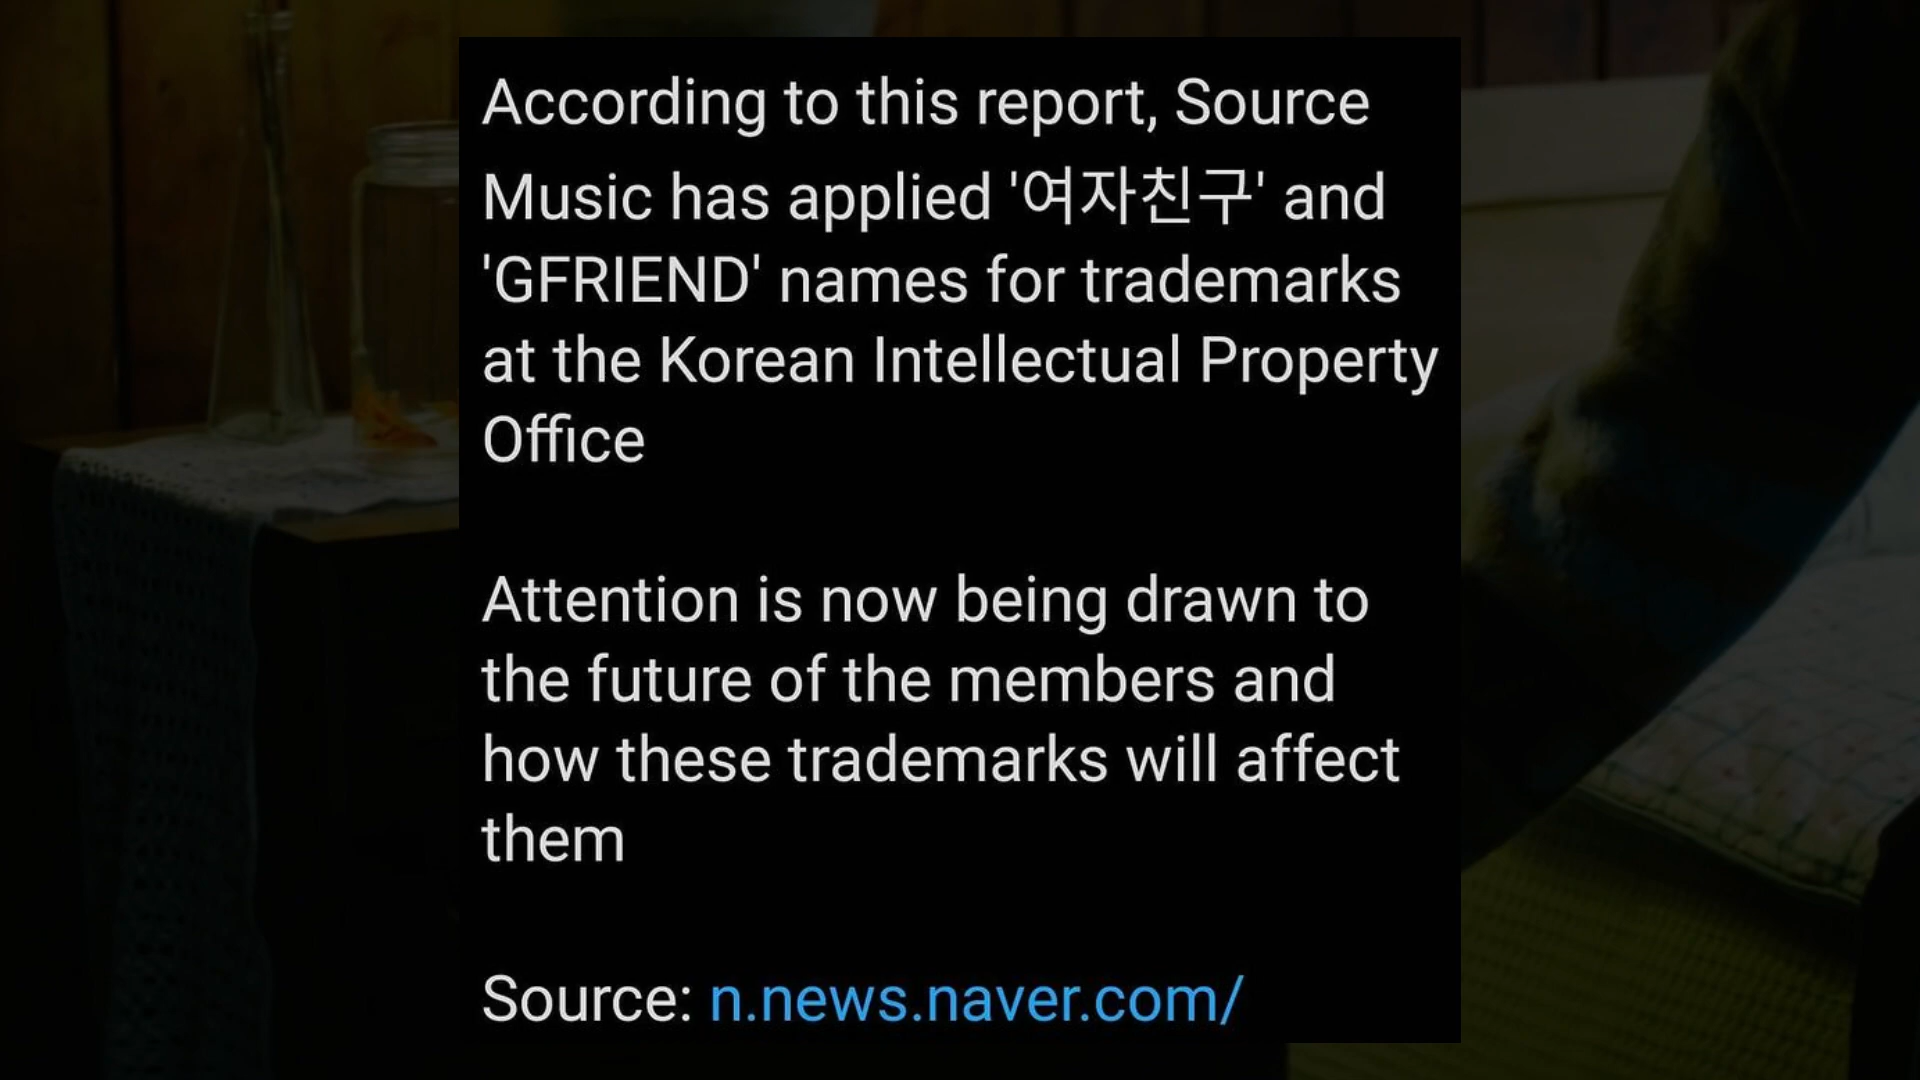 According to this report, Source
Music has applied '여자친구' and
'GFRIEND' names for trademarks
at the Korean Intellectual Property
Office
Attention is now being drawn to
the future of the members and
how these trademarks will affect
them
Source: n.news.naver.com/